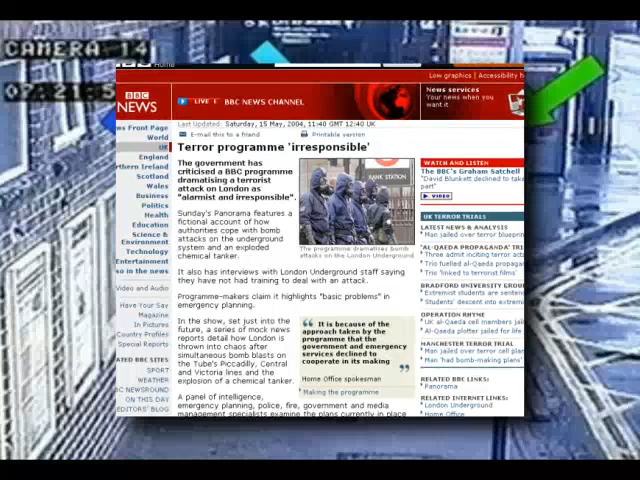 CAMERA 14
07:21:5
Home
Low graphics | Accessibility h
BBC
NEWS
LIVE
BBC NEWS CHANNEL
News services
Your news when you
want it
Last Updated: Saturday, 15 May, 2004, 11:40 GMT 12:40 UK
E-mail this to a friend
Printable version
Terror programme 'irresponsible'
The government has
criticised a BBC programme
dramatising a terrorist
attack on London as
"alarmist and irresponsible".
Sunday's Panorama features a
fictional account of how
authorities cope with bomb
attacks on the underground
system and an exploded
chemical tanker.
BANK STATION
The programme dramatises bomb
attacks on the London Underground
It also has interviews with London Underground staff saying
they have not had training to deal with an attack.
Programme-makers claim it highlights "basic problems" in
emergency planning.
In the show, set just into the
future, a series of mock news
reports detail how London is
thrown into chaos after
simultaneous bomb blasts on
the Tube's Piccadilly, Central
and Victoria lines and the
explosion of a chemical tanker.
It is because of the
approach taken by the
programme that the
government and emergency
services declined to
cooperate in its making
Home Office spokesman
Making the programme
A panel of intelligence,
emergency planning, police, fire, government and media
management specialists examine the plans currently in place
ws Front Page
World
UK
England
rthern Ireland
Scotland
Wales
Business
Politics
Health
Education
Science &
Environment
Technology
Entertainment
so in the news
Video and Audio
Have Your Say
Magazine
In Pictures
Country Profiles
Special Reports
ATED BBC SITES
SPORT
WEATHER
BC NEWSROUND
ON THIS DAY
EDITORS' BLOG
WATCH AND LISTEN
The BBC's Graham Satchell
"David Blunkett declined to take
part"
VIDEO
UK TERROR TRIALS
LATEST NEWS & ANALYSIS
Man jailed over terror blueprin
'AL-QAEDA PROPAGANDA' TRI
Three admit inciting terror act
Trio fuelled al-Qaeda propagan
Trio 'linked to terrorist films'
BRADFORD UNIVERSITY GROU
Extremist students are senten
Students' descent into extrem
OPERATION RHYME
UK al-Qaeda cell members jail
Al-Qaeda plotter jailed for life
MANCHESTER TERROR TRIAL
Man jailed over terror cell plan
Man 'had bomb-making plans'
RELATED BBC LINKS:
Panorama
RELATED INTERNET LINKS:
London Underground
Home Office